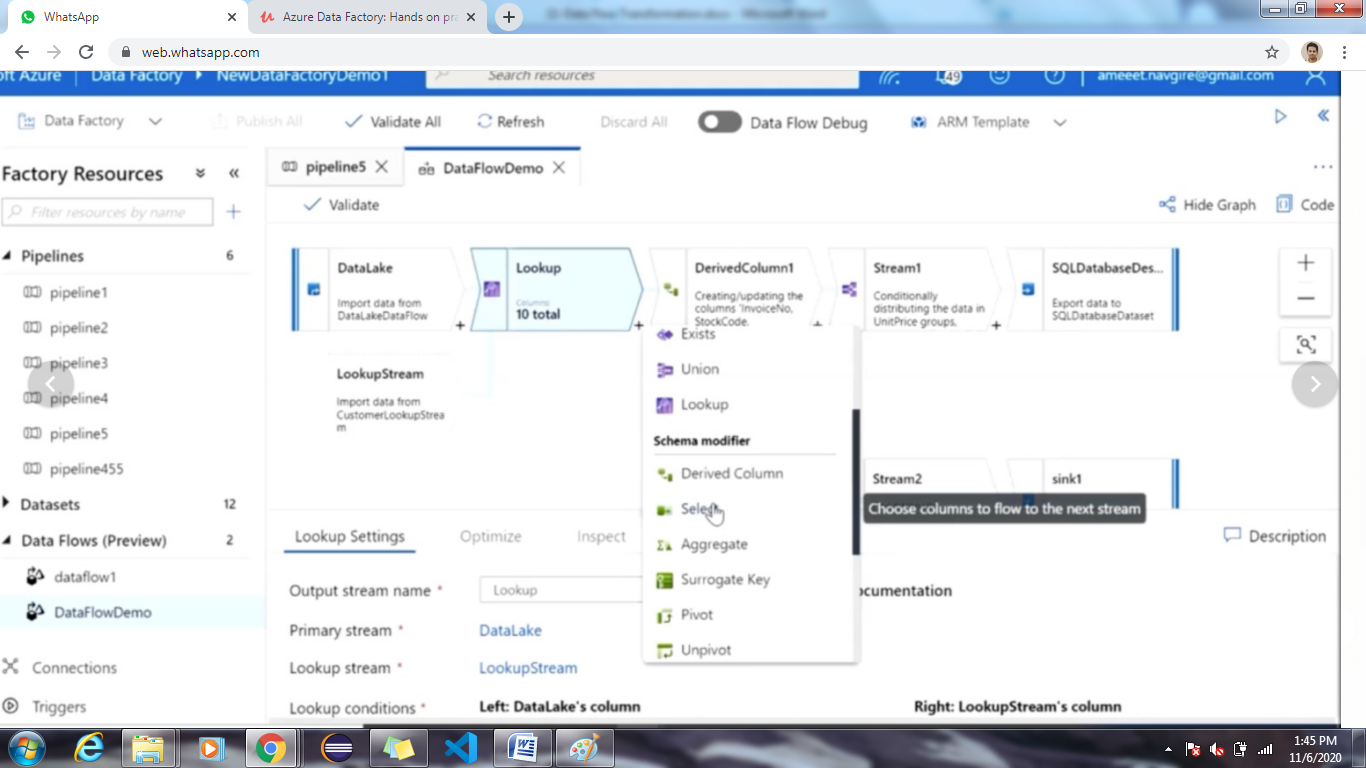 WhatsApp
Azure Data Factory: Hands on pra
web.whatsapp.com
oft Azure Data Factory NewDataFactoryDemo1 Search resources 49 ameeet.navgire@gmail.com
Data Factory Publish All Validate All Refresh Discard All Data Flow Debug ARM Template
Factory Resources
pipeline5 DataFlowDemo
Filter resources by name
Validate Hide Graph Code
Pipelines 6
pipeline1
pipeline2
pipeline3
pipeline4
pipeline5
pipeline455
Datasets 12
Data Flows (Preview) 2
dataflow1
DataFlowDemo
Connections
Triggers
DataLake
Import data from
DataLakeDataFlow
Lookup
Columns
10 total
DerivedColumn1
Creating/updating the
columns 'InvoiceNo,
StockCode,
Stream1
Conditionally
distributing the data in
UnitPrice groups,
SQLDatabaseDes...
Export data to
SQLDatabaseDataset
LookupStream
Import data from
CustomerLookupStrea
m
Exists
Union
Lookup
Schema modifier
Derived Column
Select
Aggregate
Surrogate Key
Pivot
Unpivot
Stream2
sink1
Choose columns to flow to the next stream
Lookup Settings Optimize Inspect Description
Output stream name * Lookup ocumentation
Primary stream * DataLake
Lookup stream * LookupStream
Lookup conditions * Left: DataLake's column Right: LookupStream's column
1:45 PM
11/6/2020